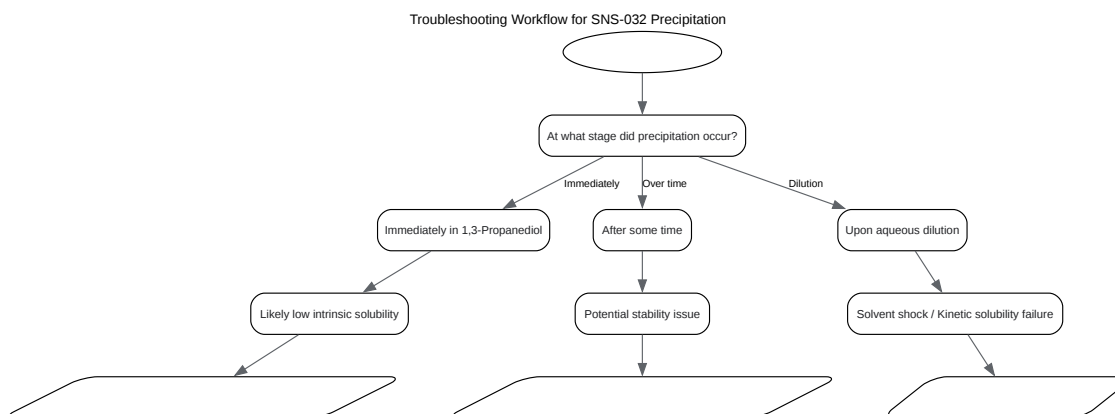 Troubleshooting Workflow for SNS-032 Precipitation
At what stage did precipitation occur?
Immediately
Over time
Dilution
Immediately in 1,3-Propanediol
After some time
Upon aqueous dilution
Likely low intrinsic solubility
Potential stability issue
Solvent shock / Kinetic solubility failure